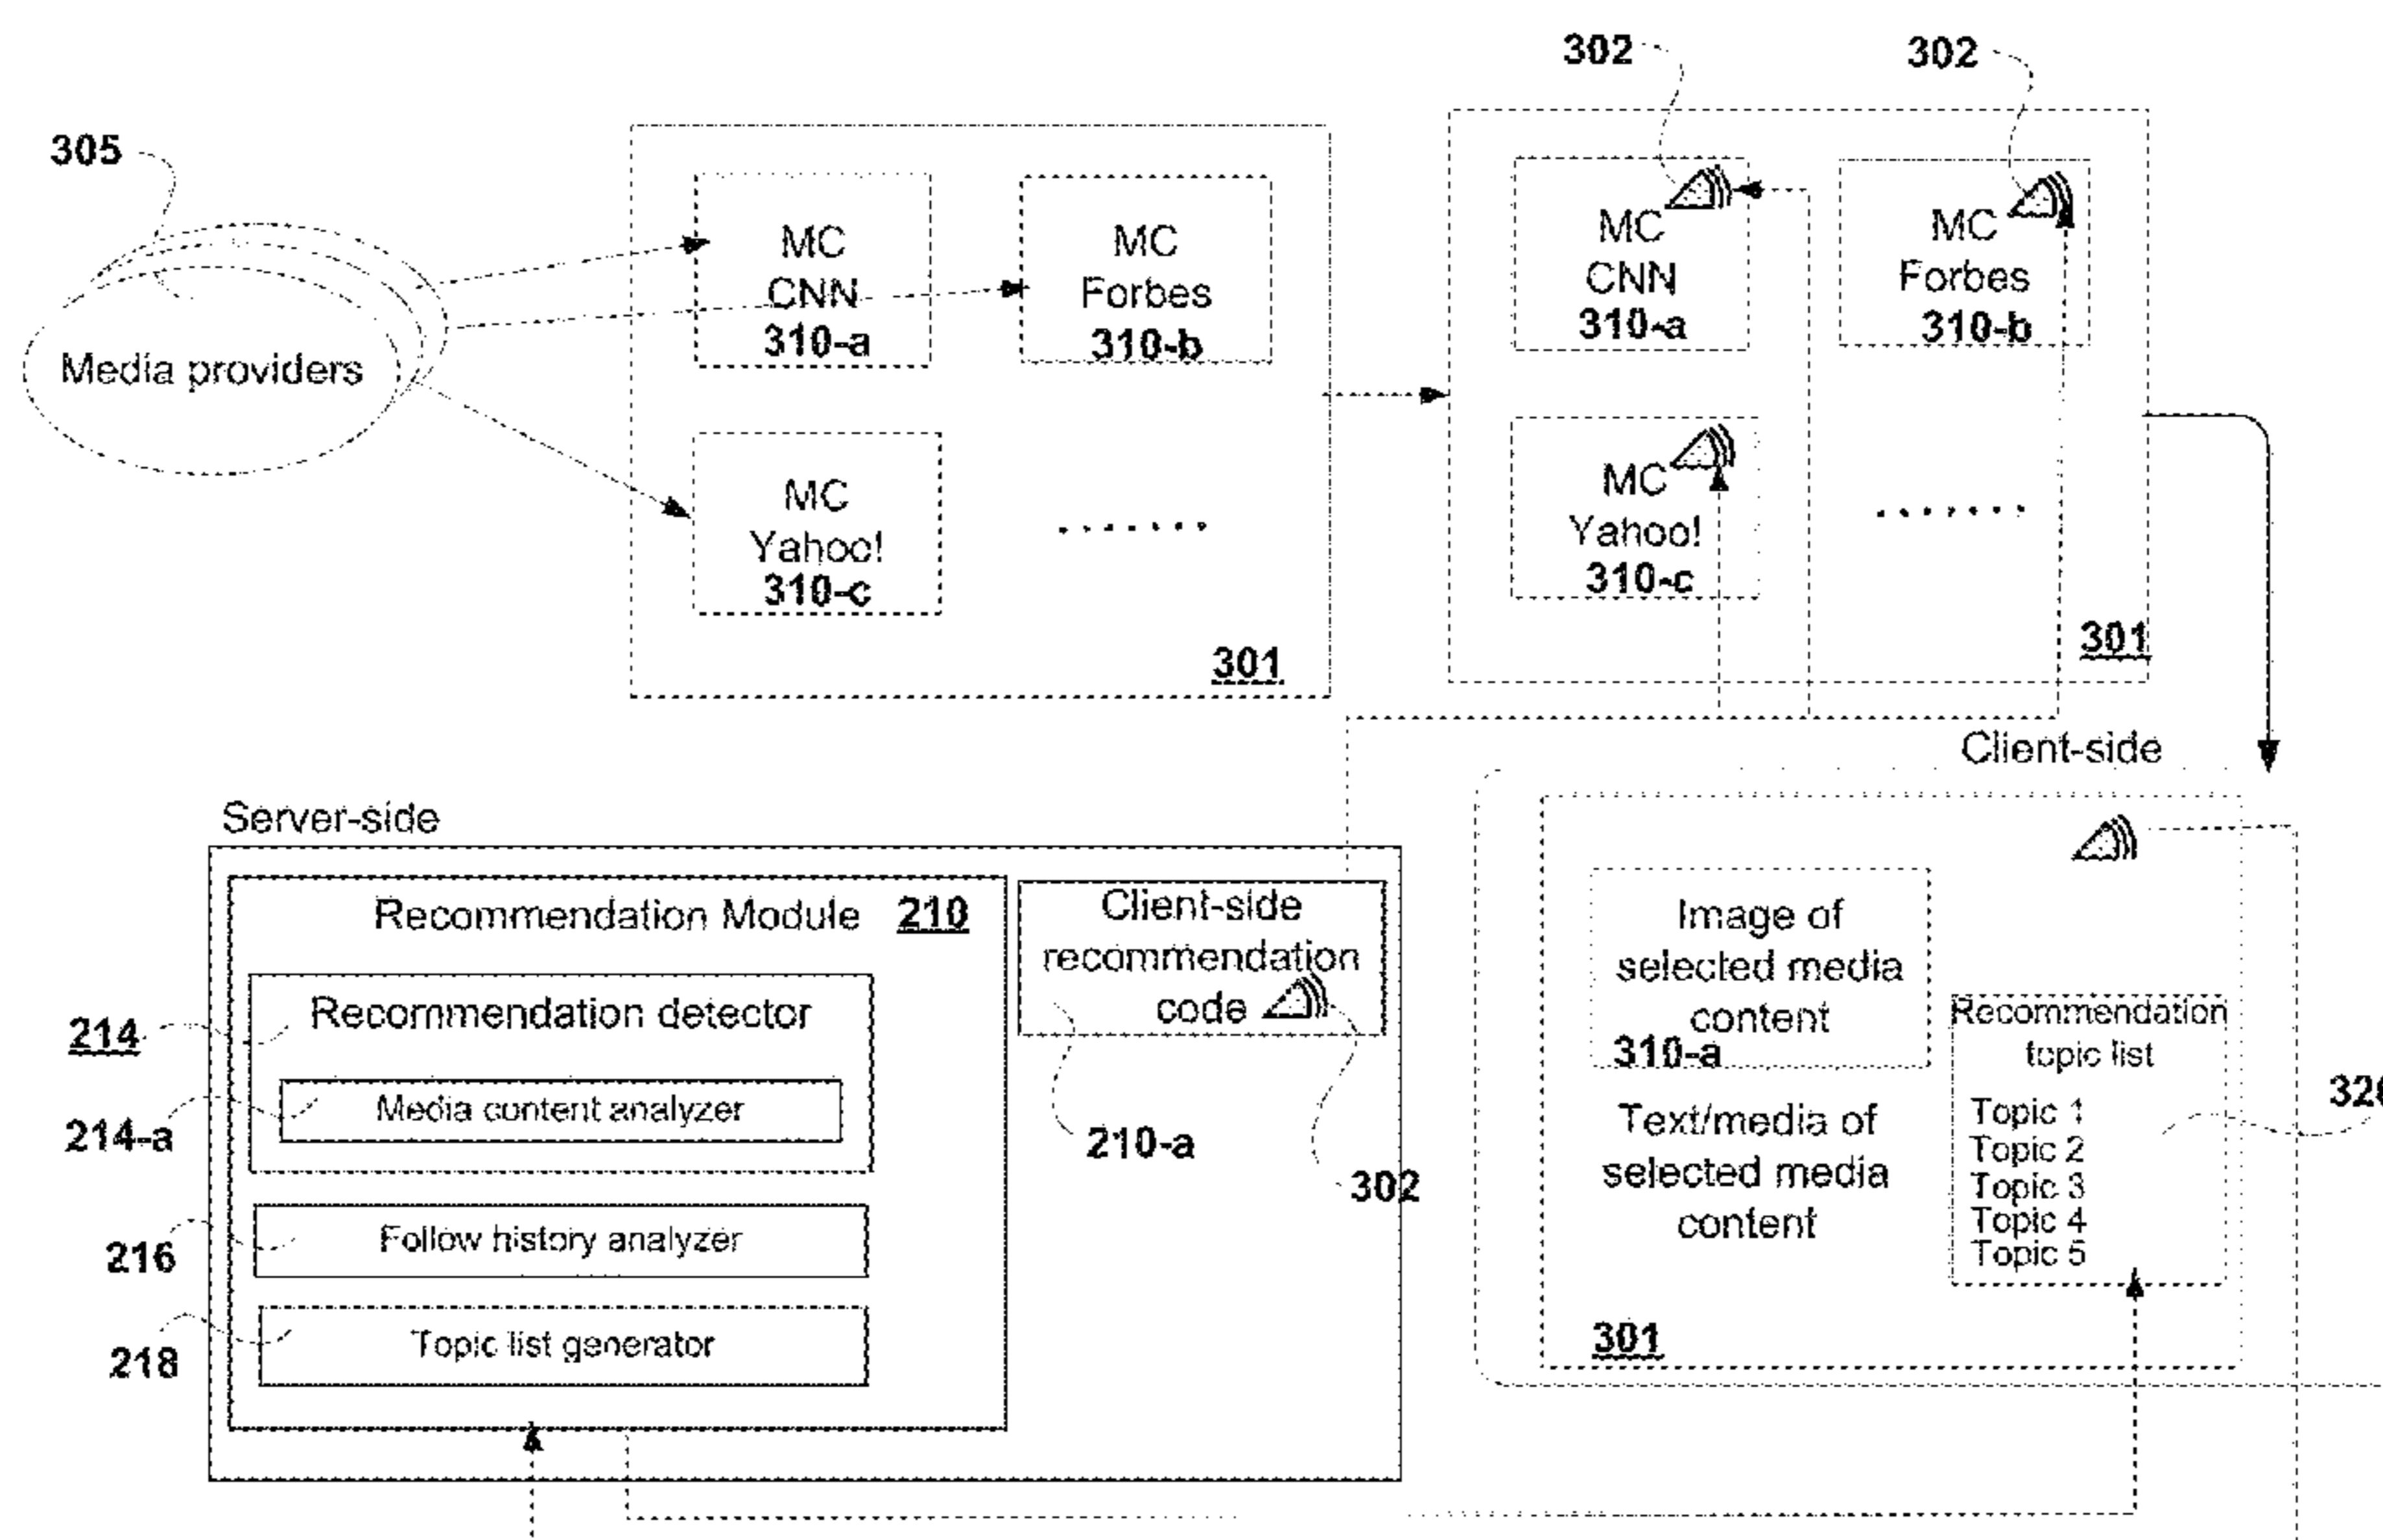 302
302
305
MC
CNN
310-a
MC
Forbes
310-b
MC
CNN
310-a
MC
Forbes
310-b
Media providers
MC
Yahoo!
310-c
.......
301
MC
Yahoo!
310-c
.......
301
Client-side
Server-side
Recommendation Module 210
Client-side
recommendation
code
Recommendation detector
214
Media content analyzer
214-a
210-a
302
Follow history analyzer
216
Topic list generator
218
Image of
selected media
content
310-a
Text/media of
selected media
content
Recommendation
topic list
Topic 1
Topic 2
Topic 3
Topic 4
Topic 5
301